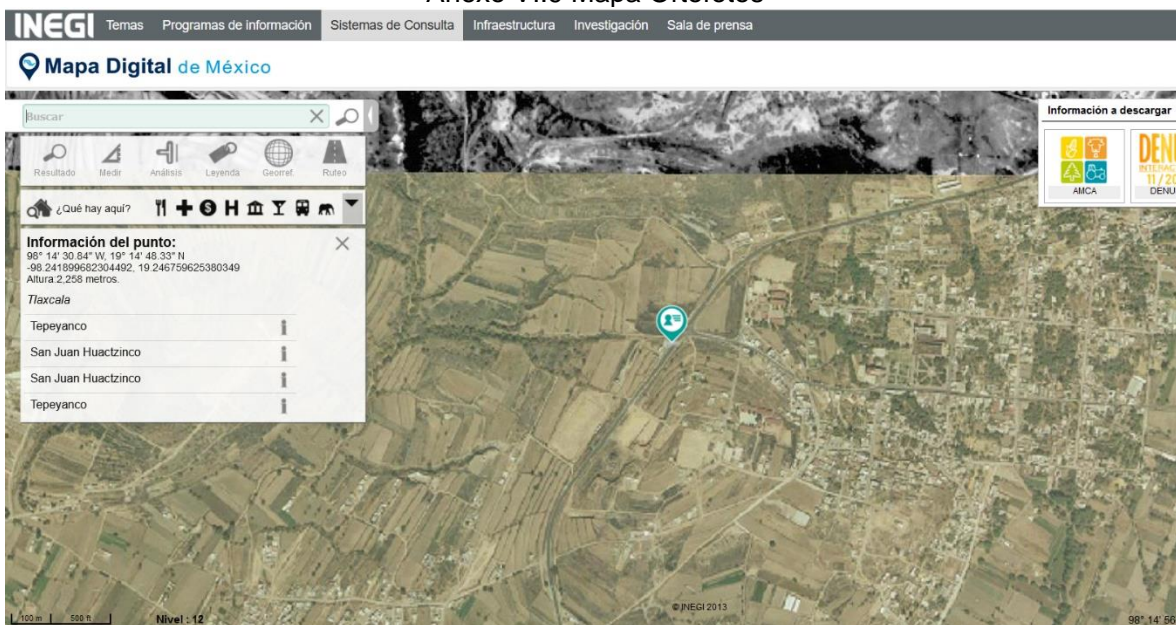 INEGI Temas Programas de información Sistemas de Consulta Infraestructura Investigación Sala de prensa
Mapa Digital de México
Buscar
Información a descargar
Resultado Medir Análisis Leyenda Georref. Ruteo
AMCA
¿Qué hay aquí?
Información del punto:
98° 14' 30.84" W, 19° 14' 48.33" N
-98.241899682304492, 19.246759625380349
Altura:2,258 metros.
Tlaxcala
Tepeyanco
San Juan Huactzinco
San Juan Huactzinco
Tepeyanco
100 m 500 ft Nivel : 12
© INEGI 2013